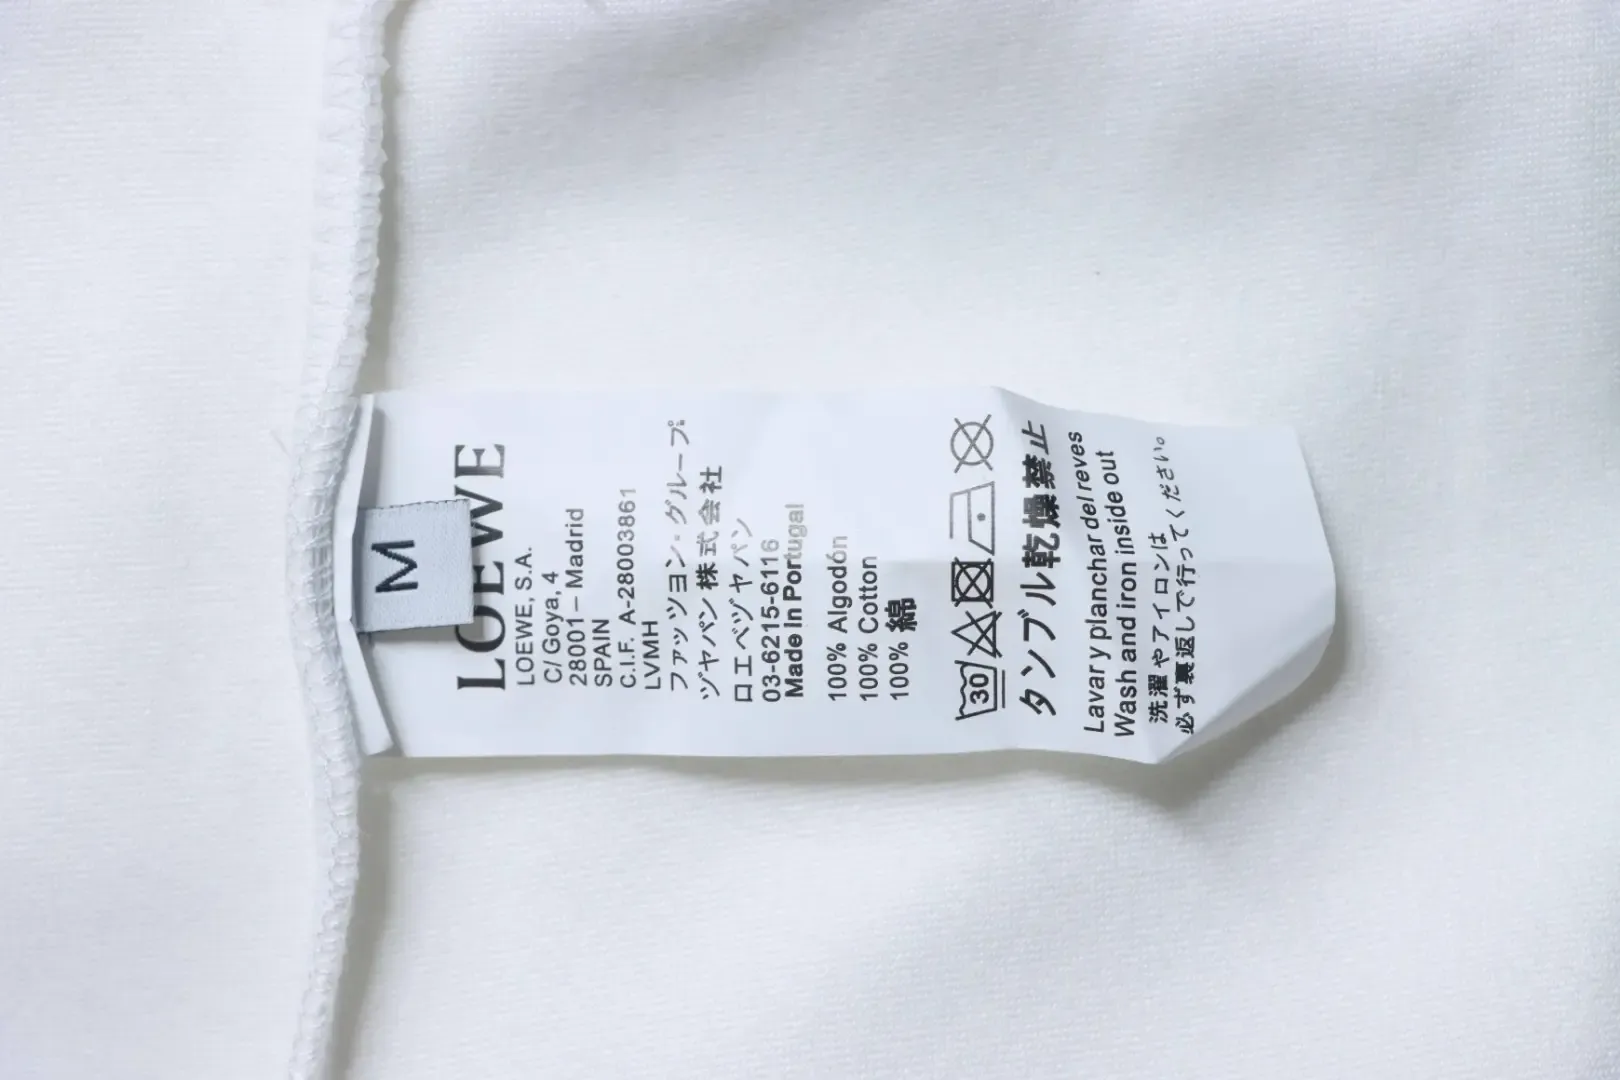 M
LOEWE
LOEWE, S.A.
C/ Goya, 4
28001 – Madrid
SPAIN
C.I.F. A-28003861
LVMH
ファッツョン・グループ
ヅャパン株式会社
ロエベヅャパン
03-6215-6116
Made in Portugal
100% Algodón
100% Cotton
100% 綿
30
タンブル乾燥禁止
Lavar y planchar del reves
Wash and iron inside out
洗濯やアイロンは
必ず裏返しで行ってください。